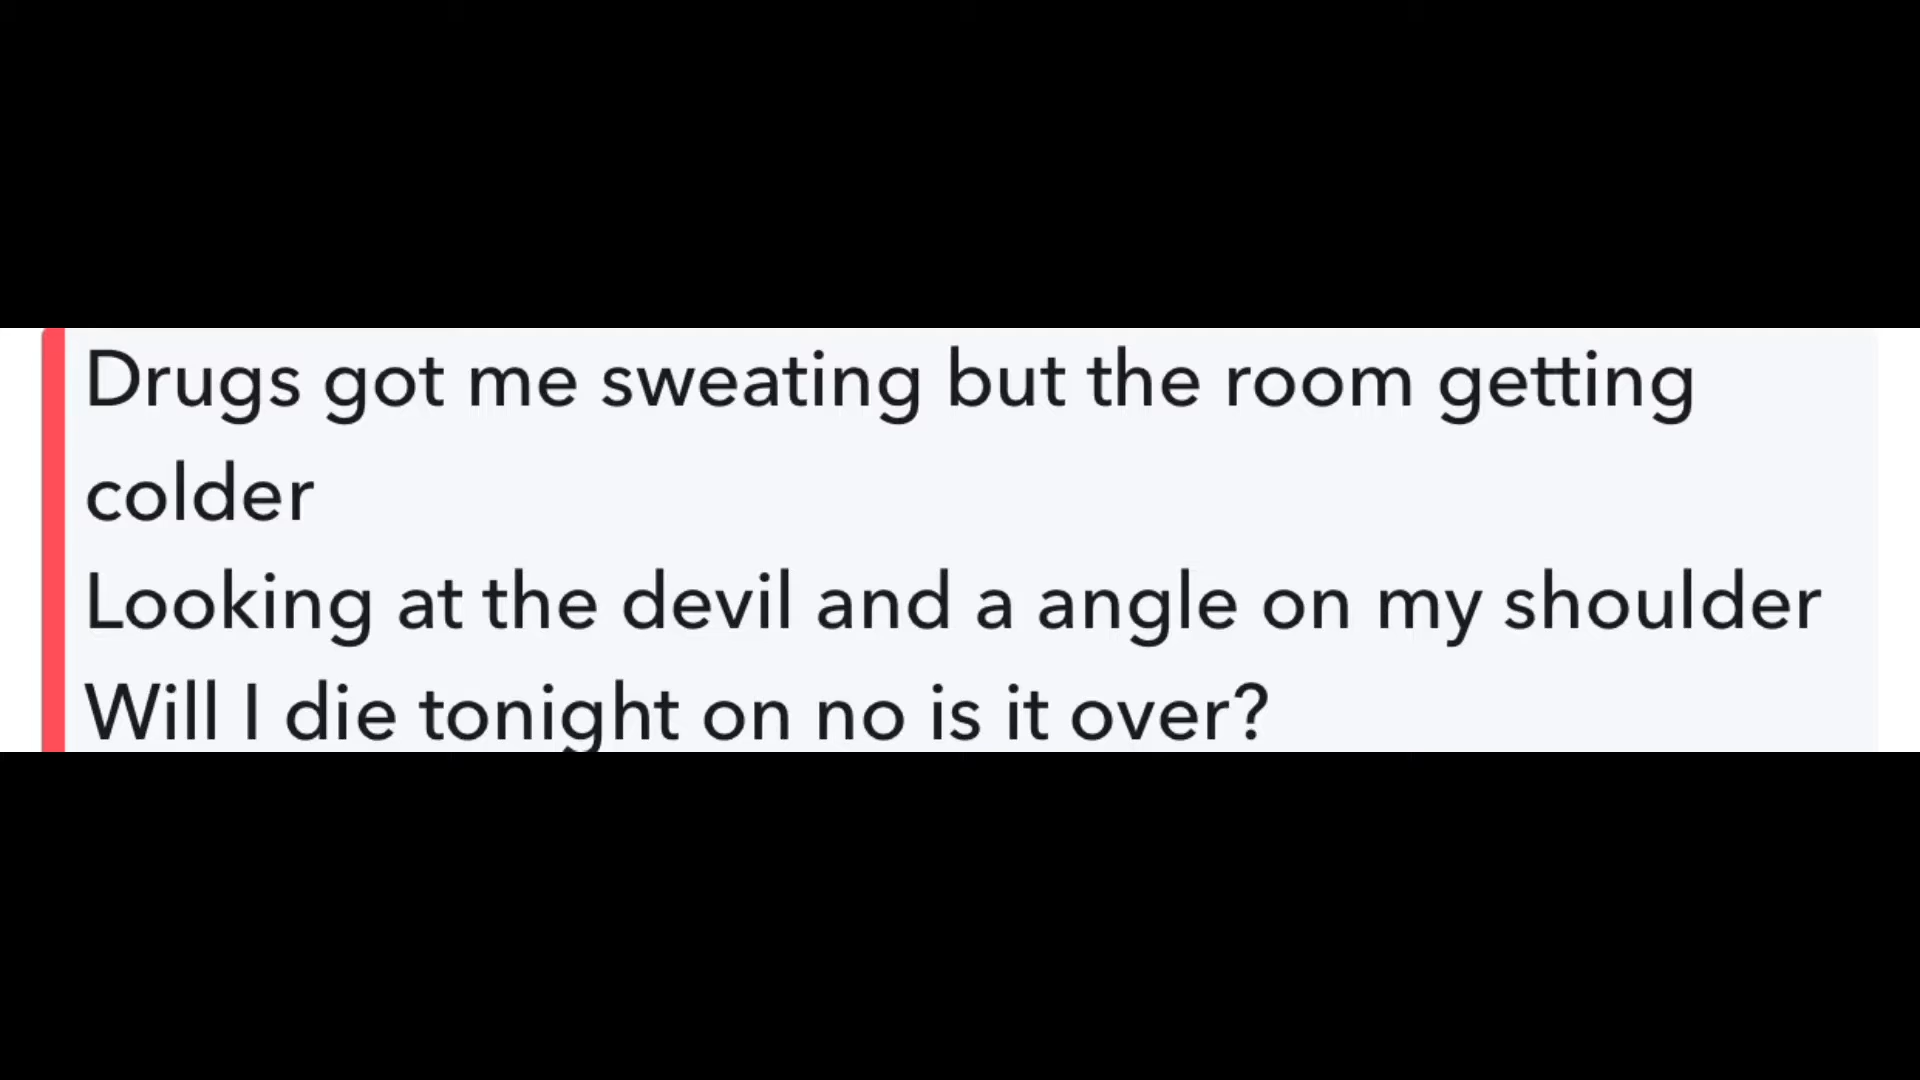 Drugs got me sweating but the room getting
colder
Looking at the devil and a angle on my shoulder
Will I die tonight on no is it over?